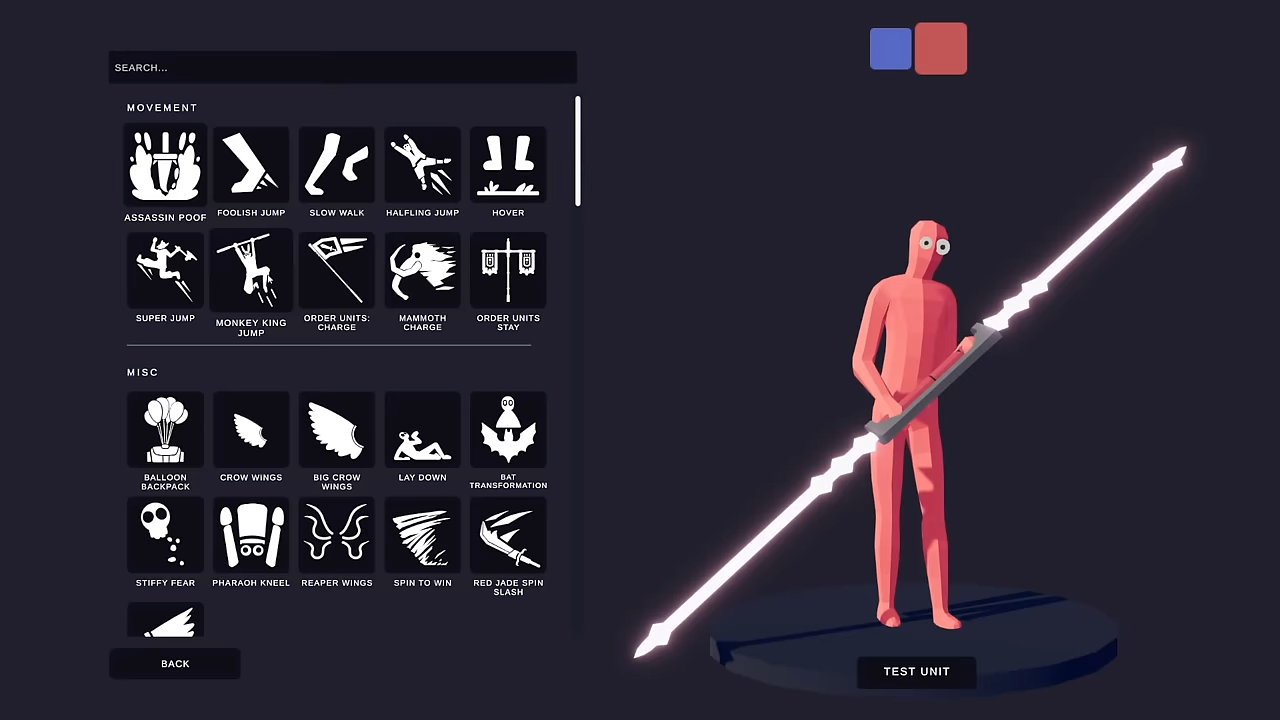 SEARCH...
MOVEMENT
ASSASSIN POOF
FOOLISH JUMP
SLOW WALK
HALFLING JUMP
HOVER
SUPER JUMP
MONKEY KING
JUMP
ORDER UNITS:
CHARGE
MAMMOTH
CHARGE
ORDER UNITS
STAY
MISC
BALLOON
BACKPACK
CROW WINGS
BIG CROW
WINGS
LAY DOWN
BAT
TRANSFORMATION
STIFFY FEAR
PHARAOH KNEEL
REAPER WINGS
SPIN TO WIN
RED JADE SPIN
SLASH
BACK
TEST UNIT